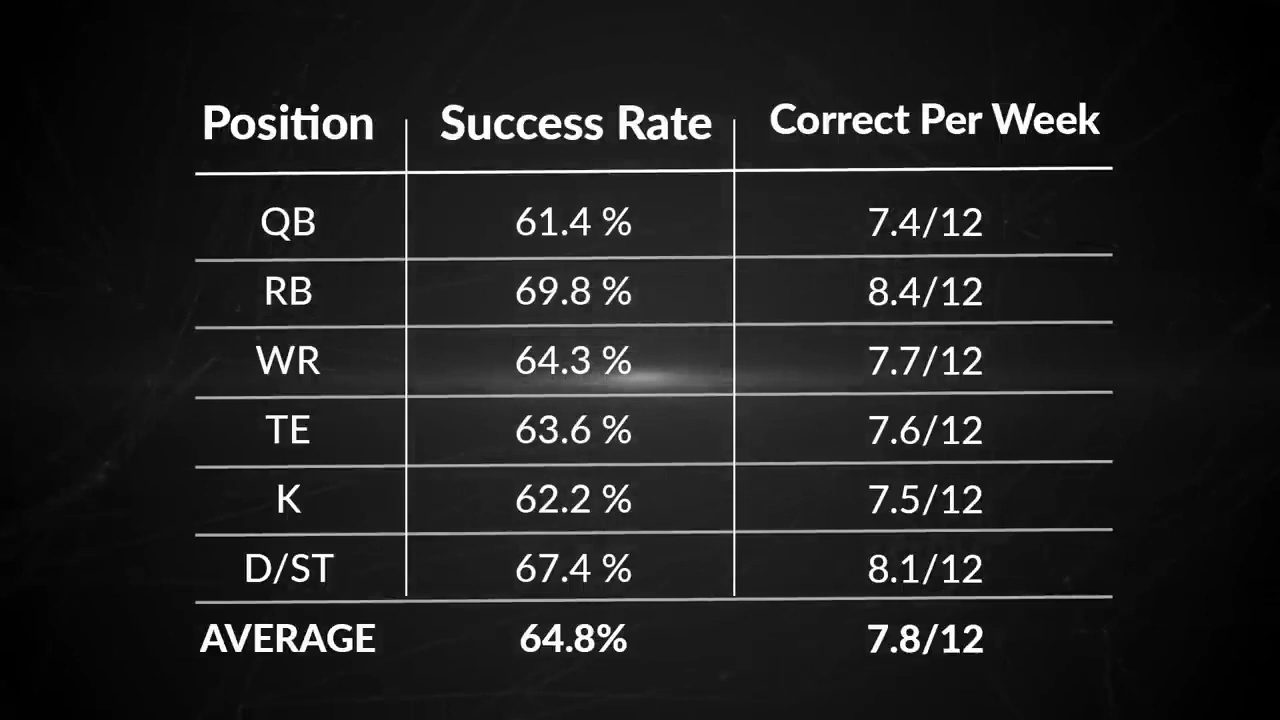 Position Success Rate Correct Per Week
QB 61.4 % 7.4/12
RB 69.8 % 8.4/12
WR 64.3 % 7.7/12
TE 63.6 % 7.6/12
K 62.2 % 7.5/12
D/ST 67.4 % 8.1/12
AVERAGE 64.8% 7.8/12